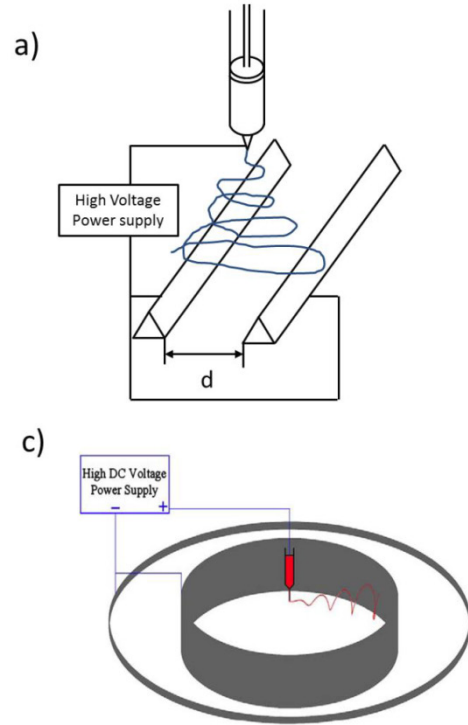 a)
High Voltage
Power supply
d
c)
High DC Voltage
Power Supply
− +